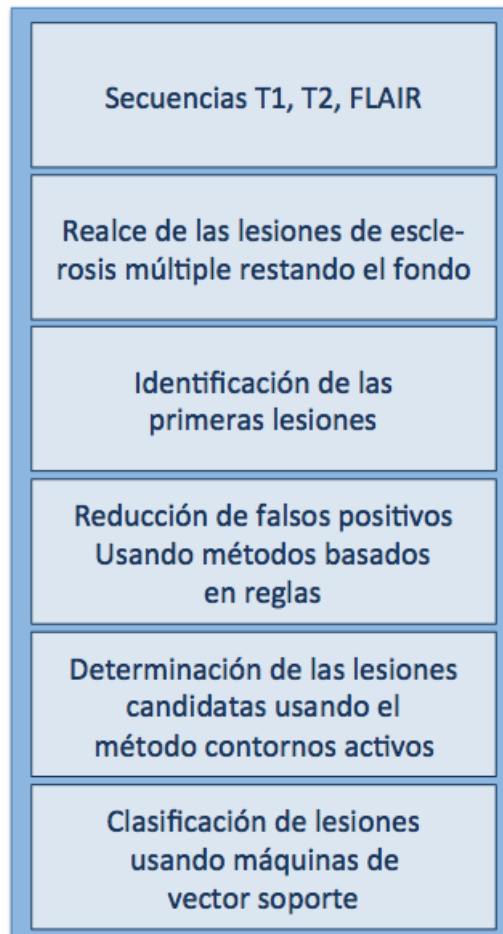 Secuencias T1, T2, FLAIR
Realce de las lesiones de escle-
rosis múltiple restando el fondo
Identificación de las
primeras lesiones
Reducción de falsos positivos
Usando métodos basados
en reglas
Determinación de las lesiones
candidatas usando el
método contornos activos
Clasificación de lesiones
usando máquinas de
vector soporte